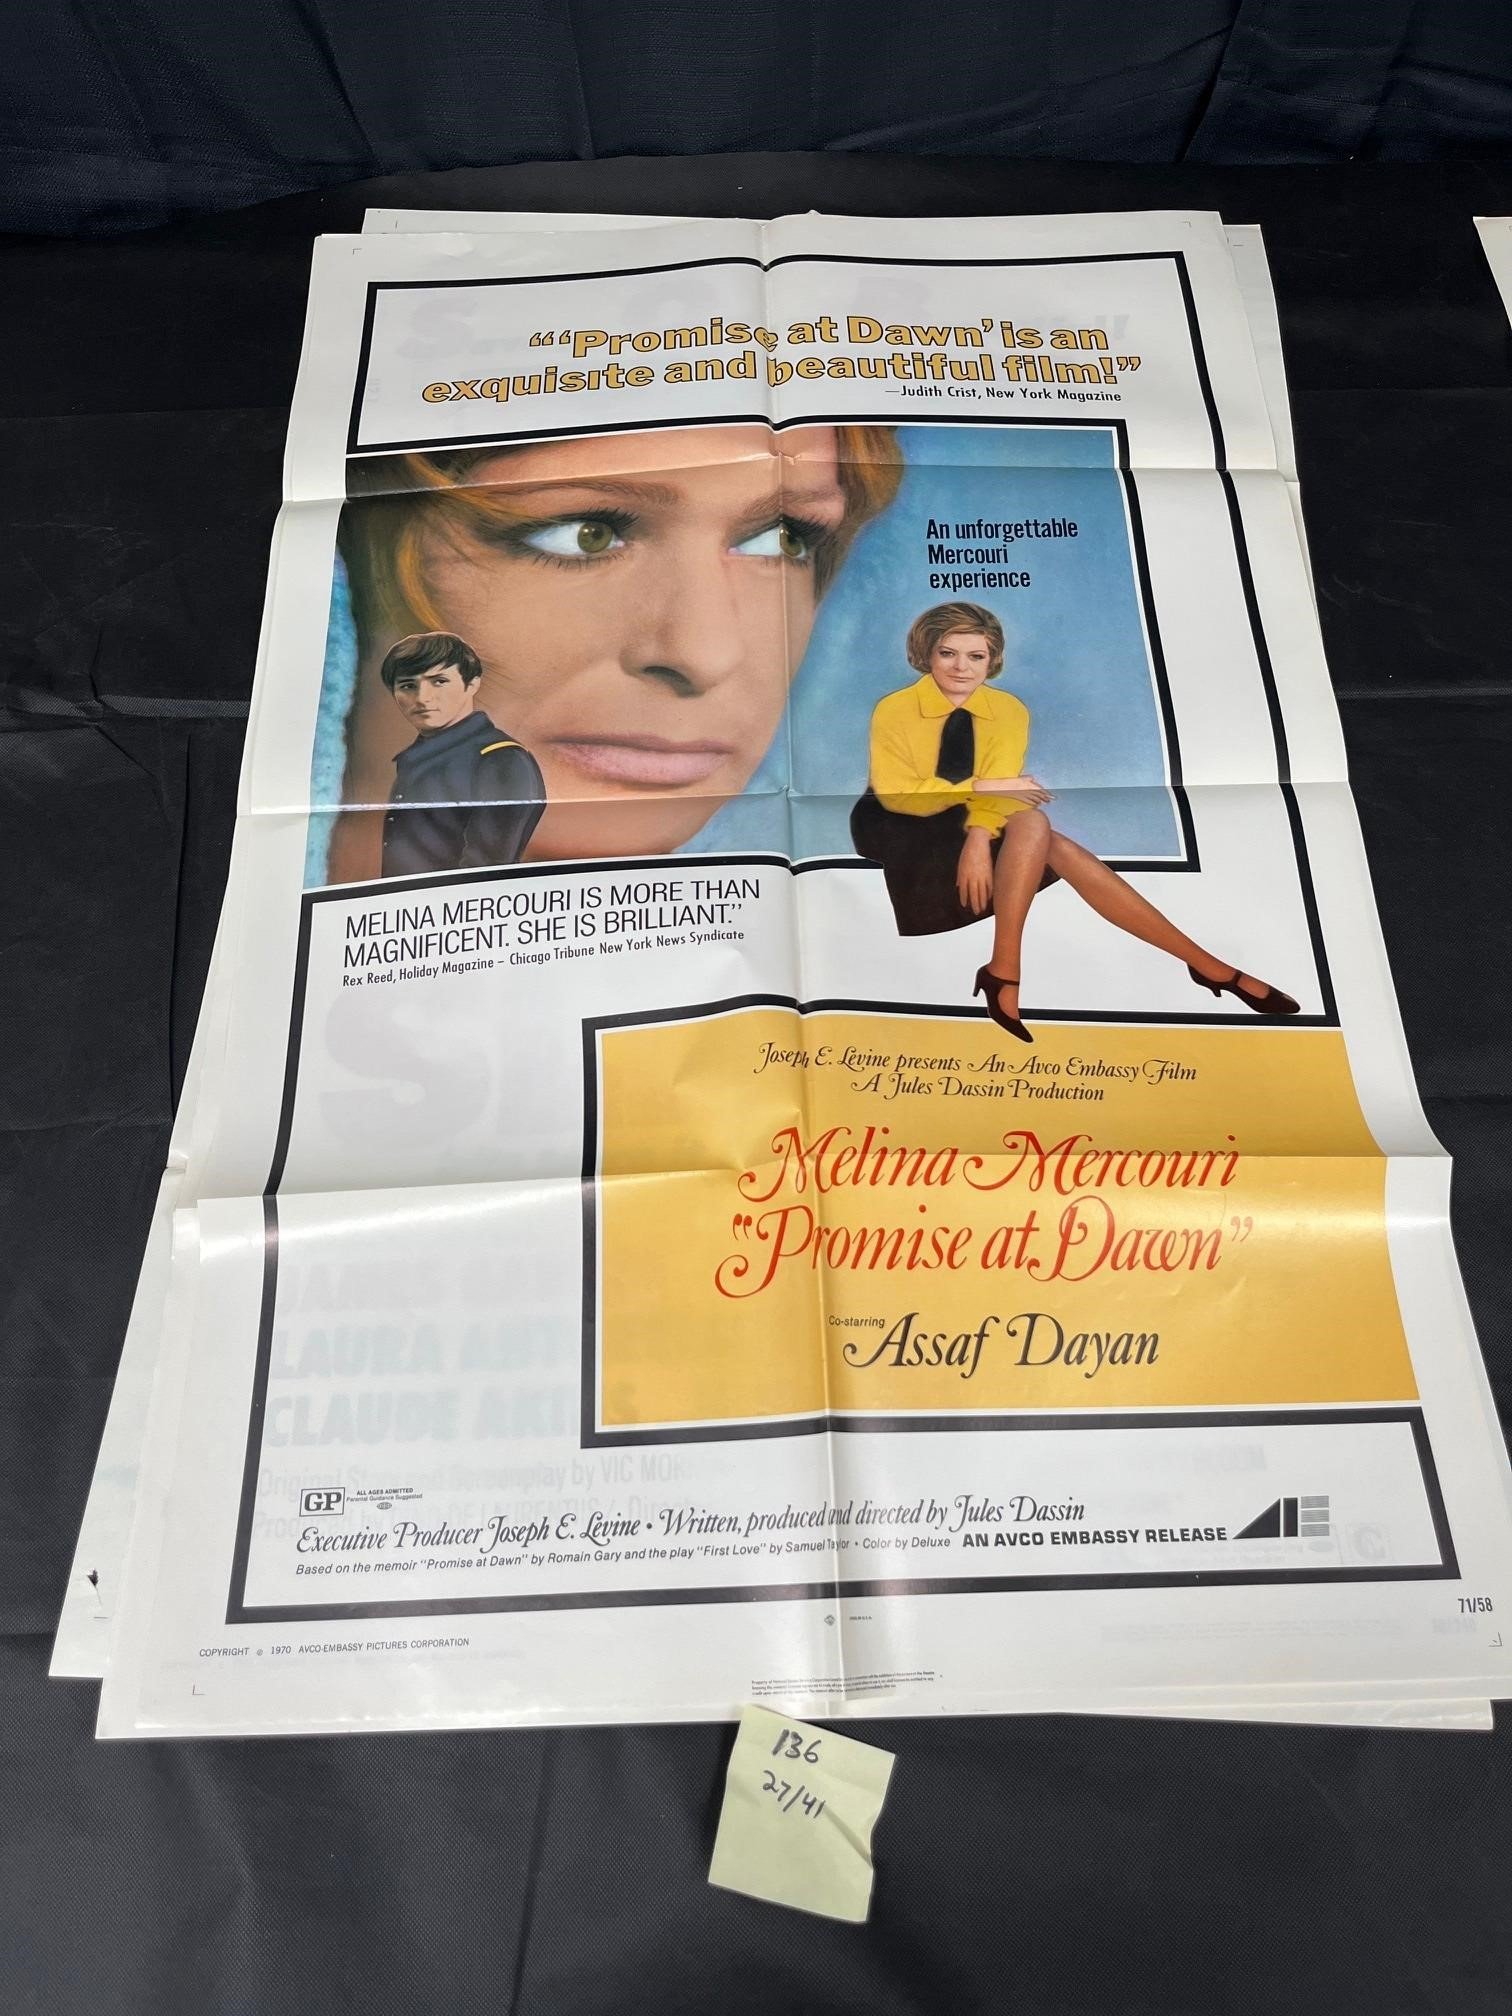 ““‘Promise at Dawn’ is an
exquisite and beautiful film!”
—Judith Crist, New York Magazine
An unforgettable
Mercouri
experience
MELINA MERCOURI IS MORE THAN
MAGNIFICENT. SHE IS BRILLIANT.”
Rex Reed, Holiday Magazine – Chicago Tribune New York News Syndicate
Joseph E. Levine presents An Avco Embassy Film
A Jules Dassin Production
Melina Mercouri
“Promise at Dawn”
Co-starring Assaf Dayan
GP ALL AGES ADMITTED
Parental Guidance Suggested
Executive Producer Joseph E. Levine • Written, produced and directed by Jules Dassin
Based on the memoir "Promise at Dawn" by Romain Gary and the play "First Love" by Samuel Taylor • Color by Deluxe AN AVCO EMBASSY RELEASE
71/58
COPYRIGHT © 1970 AVCO-EMBASSY PICTURES CORPORATION
136
27/41